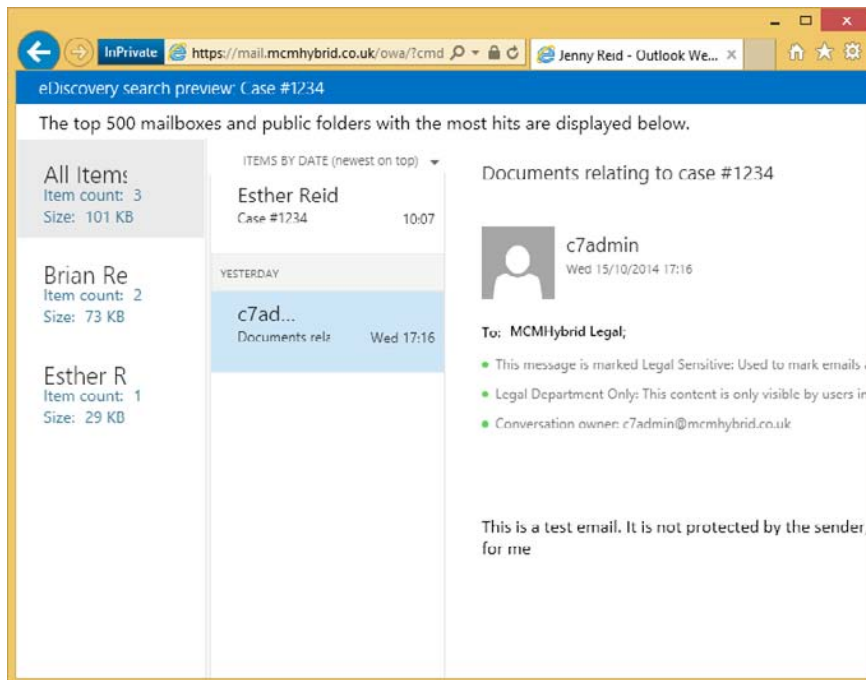 InPrivate
https://mail.mcmhybrid.co.uk/owa/?cmd
Jenny Reid - Outlook We...
eDiscovery search preview: Case #1234
The top 500 mailboxes and public folders with the most hits are displayed below.
All Items
Item count: 3
Size: 101 KB
Brian Re
Item count: 2
Size: 73 KB
Esther R
Item count: 1
Size: 29 KB
ITEMS BY DATE (newest on top)
Esther Reid
Case #1234 10:07
YESTERDAY
c7ad...
Documents rela Wed 17:16
Documents relating to case #1234
c7admin
Wed 15/10/2014 17:16
To: MCMHybrid Legal;
This message is marked Legal Sensitive: Used to mark emails
Legal Department Only: This content is only visible by users in
Conversation owner: c7admin@mcmhybrid.co.uk
This is a test email. It is not protected by the sender,
for me